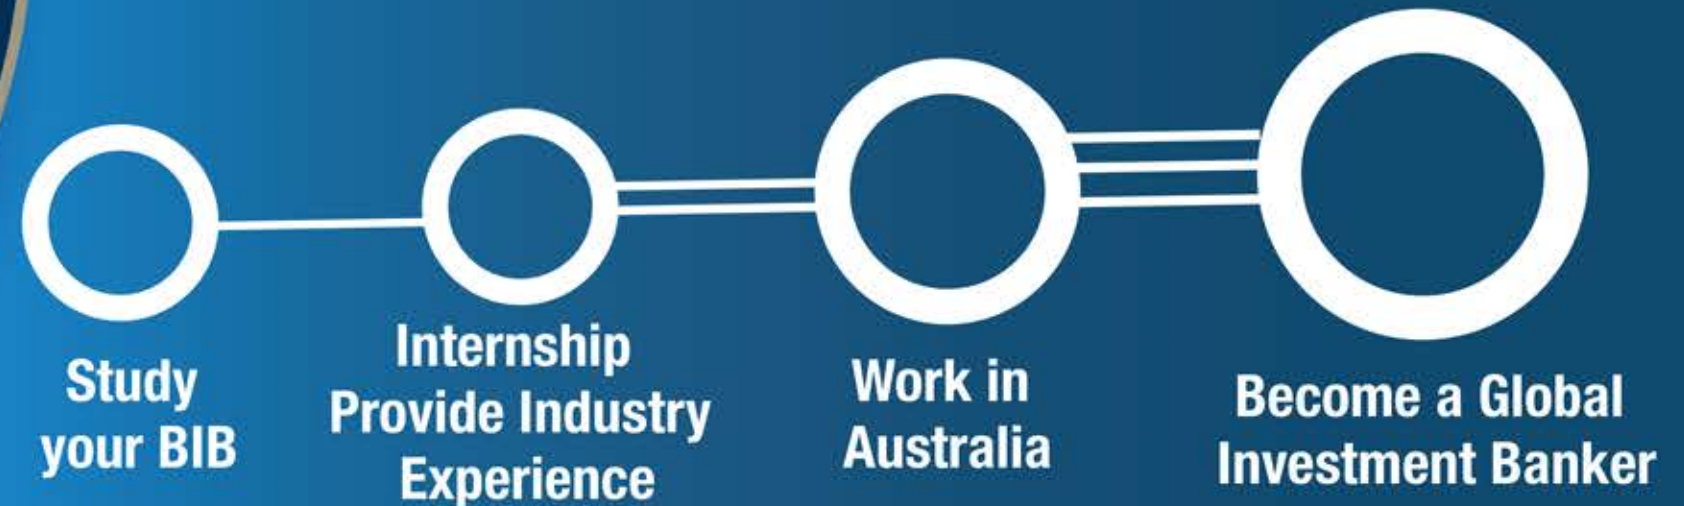 Study
your BIB
Internship
Provide Industry
Experience
Work in
Australia
Become a Global
Investment Banker